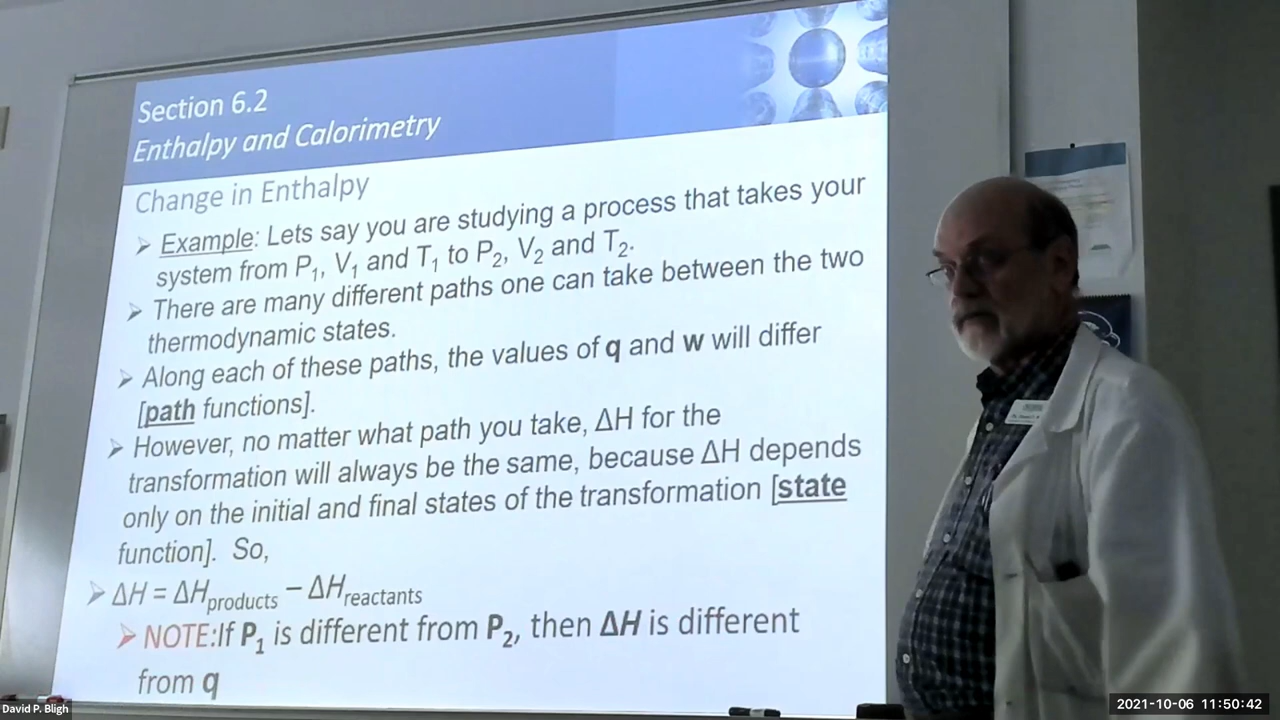 Section 6.2
Enthalpy and Calorimetry
Change in Enthalpy
➢ Example: Lets say you are studying a process that takes your
system from P₁, V₁ and T₁ to P₂, V₂ and T₂.
➢ There are many different paths one can take between the two
thermodynamic states.
➢ Along each of these paths, the values of q and w will differ
[path functions].
➢ However, no matter what path you take, ΔH for the
transformation will always be the same, because ΔH depends
only on the initial and final states of the transformation [state
function]. So,
➢ ΔH = ΔHproducts − ΔHreactants
➢ NOTE:If P₁ is different from P₂, then ΔH is different
from q
David P. Bligh
2021-10-06 11:50:42